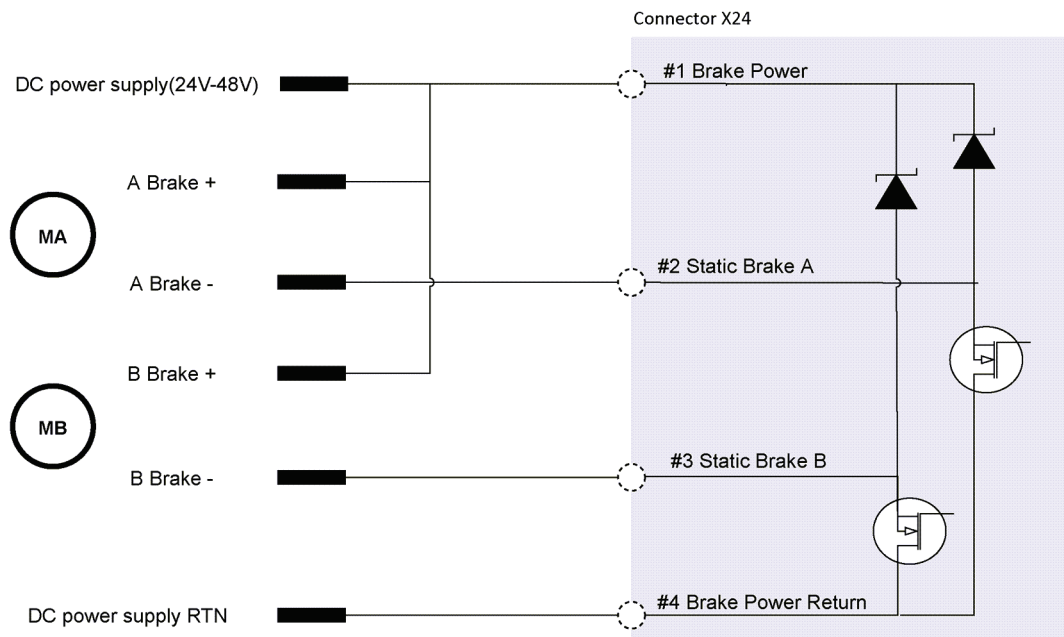 Connector X24
DC power supply(24V-48V)
#1 Brake Power
A Brake +
MA
#2 Static Brake A
A Brake -
B Brake +
MB
#3 Static Brake B
B Brake -
#4 Brake Power Return
DC power supply RTN